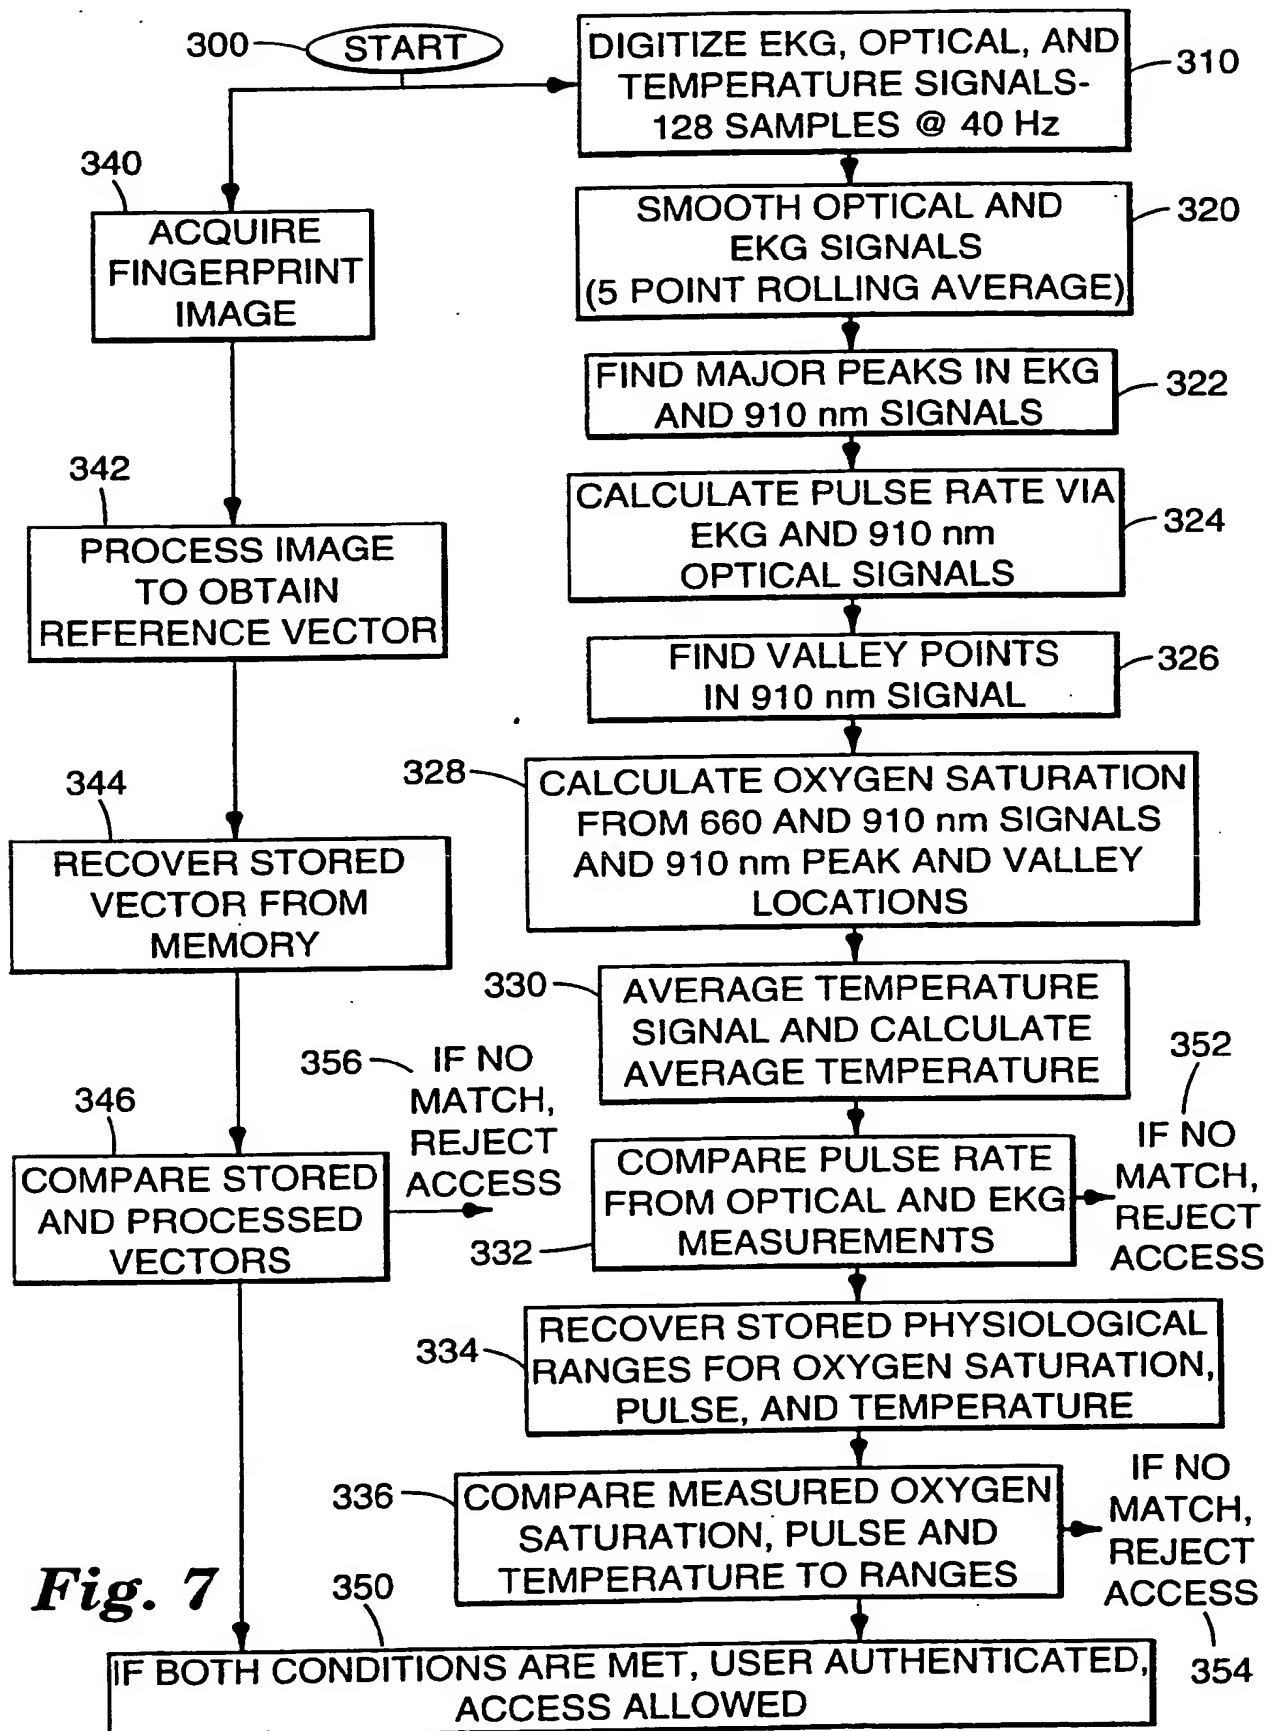 300
START
DIGITIZE EKG, OPTICAL, AND
TEMPERATURE SIGNALS-
128 SAMPLES @ 40 Hz
310
340
ACQUIRE
FINGERPRINT
IMAGE
SMOOTH OPTICAL AND
EKG SIGNALS
(5 POINT ROLLING AVERAGE)
320
FIND MAJOR PEAKS IN EKG
AND 910 nm SIGNALS
322
342
PROCESS IMAGE
TO OBTAIN
REFERENCE VECTOR
CALCULATE PULSE RATE VIA
EKG AND 910 nm
OPTICAL SIGNALS
324
FIND VALLEY POINTS
IN 910 nm SIGNAL
326
344
RECOVER STORED
VECTOR FROM
MEMORY
328
CALCULATE OXYGEN SATURATION
FROM 660 AND 910 nm SIGNALS
AND 910 nm PEAK AND VALLEY
LOCATIONS
330
AVERAGE TEMPERATURE
SIGNAL AND CALCULATE
AVERAGE TEMPERATURE
346
COMPARE STORED
AND PROCESSED
VECTORS
356
IF NO
MATCH,
REJECT
ACCESS
332
COMPARE PULSE RATE
FROM OPTICAL AND EKG
MEASUREMENTS
352
IF NO
MATCH,
REJECT
ACCESS
334
RECOVER STORED PHYSIOLOGICAL
RANGES FOR OXYGEN SATURATION,
PULSE, AND TEMPERATURE
336
COMPARE MEASURED OXYGEN
SATURATION, PULSE AND
TEMPERATURE TO RANGES
IF NO
MATCH,
REJECT
ACCESS
354
Fig. 7
350
IF BOTH CONDITIONS ARE MET, USER AUTHENTICATED,
ACCESS ALLOWED